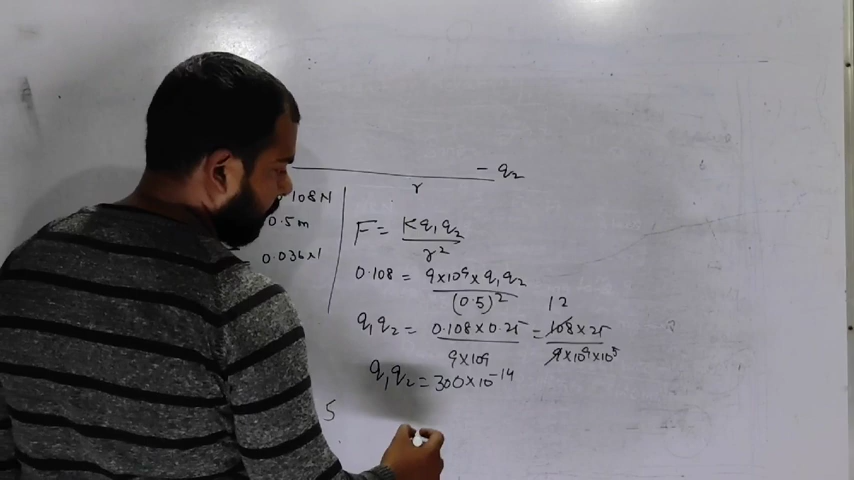 - q₂
r
0.108N
0.5m
0.036×1
F = Kq₁q₂/r²
0.108 = 9×10⁹×q₁q₂/(0.5)²
12
q₁q₂ = 0.108×0.25/9×109 = 108×25/9×10⁹×10⁵
q₁q₂ = 300×10⁻¹⁴
5